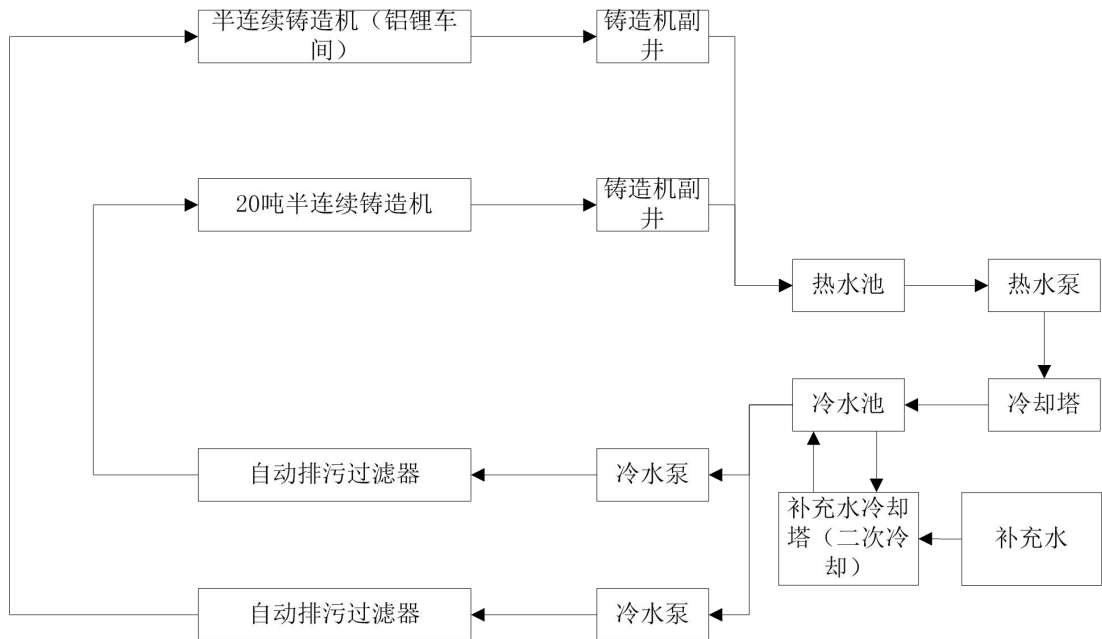 半连续铸造机（铝锂车
间）
铸造机副
井
20吨半连续铸造机
铸造机副
井
热水池
热水泵
冷水池
冷却塔
自动排污过滤器
冷水泵
补充水冷却
塔（二次冷
却）
补充水
自动排污过滤器
冷水泵